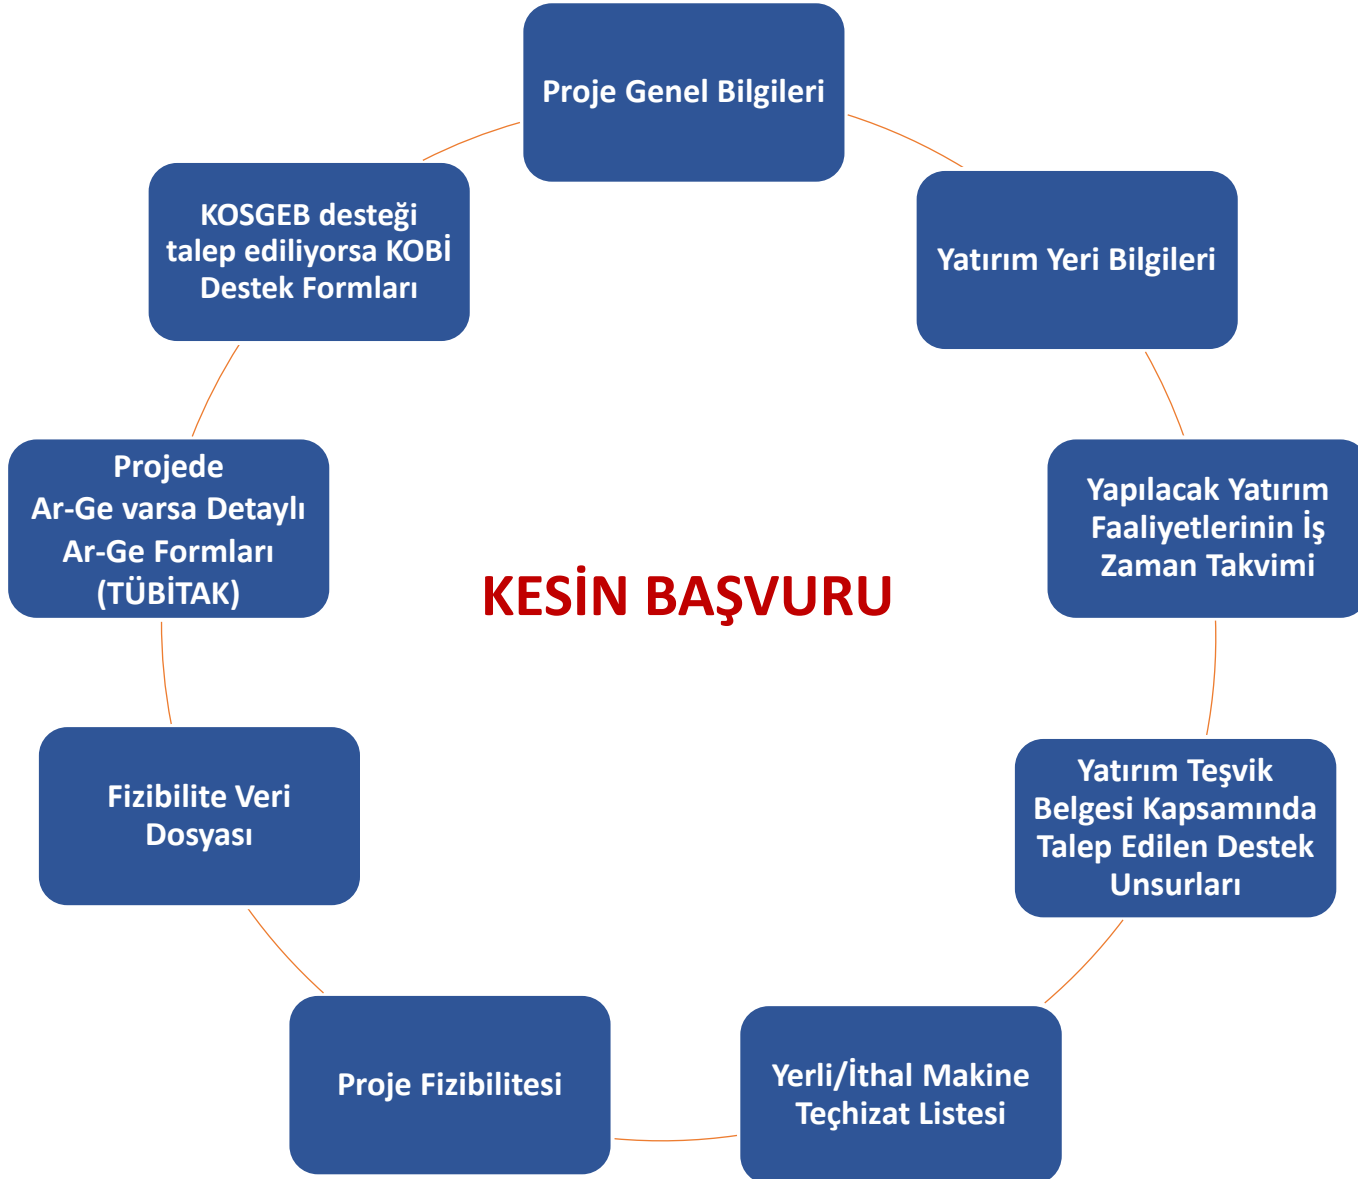 Proje Genel Bilgileri
Yatırım Yeri Bilgileri
Yapılacak Yatırım
Faaliyetlerinin İş
Zaman Takvimi
Yatırım Teşvik
Belgesi Kapsamında
Talep Edilen Destek
Unsurları
Yerli/İthal Makine
Teçhizat Listesi
Proje Fizibilitesi
Fizibilite Veri
Dosyası
Projede
Ar-Ge varsa Detaylı
Ar-Ge Formları
(TÜBİTAK)
KOSGEB desteği
talep ediliyorsa KOBİ
Destek Formları
KESİN BAŞVURU